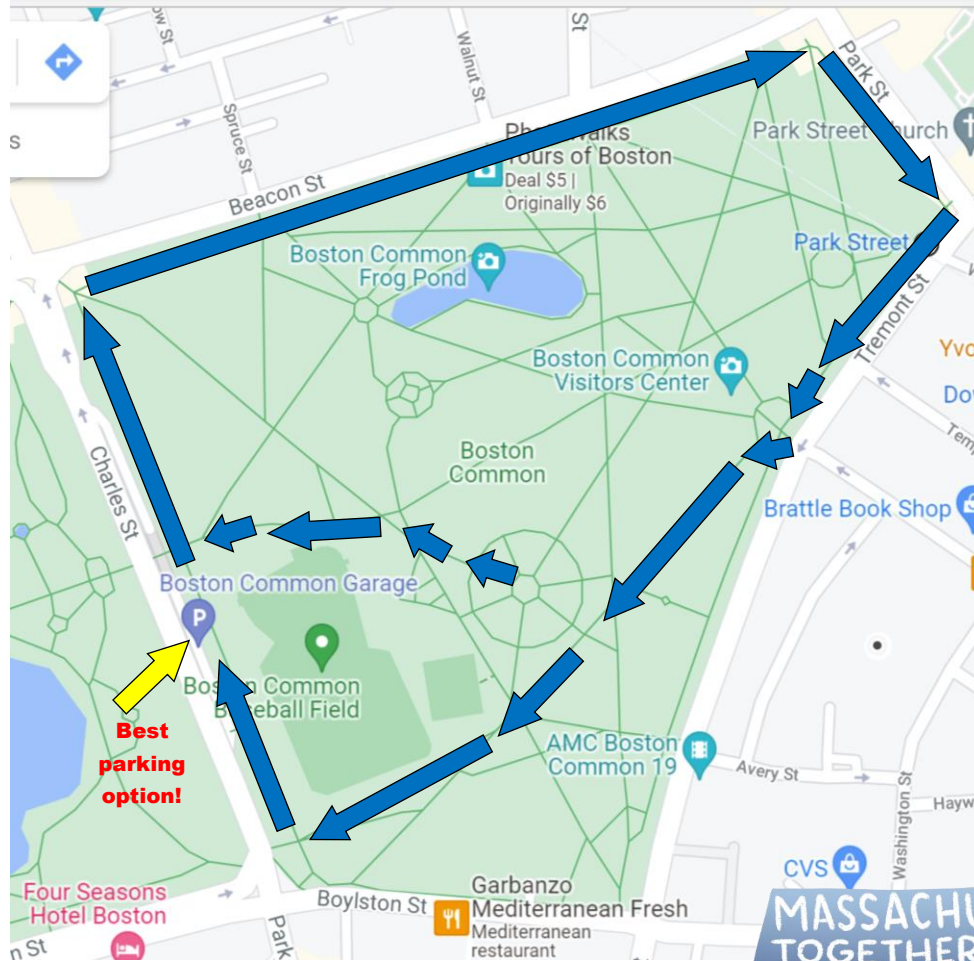 St
Park St
Walnut St
Spruce St
s
Beacon St
Tours of Boston
Deal $5 |
Originally $6
Park Street Church
Boston Common
Frog Pond
Park Street
Tremont St
Boston Common
Visitors Center
Boston
Common
Charles St
Brattle Book Shop
Boston Common Garage
P
Boston Common
Baseball Field
Best
parking
option!
AMC Boston
Common 19
Avery St
Washington St
CVS
Four Seasons
Hotel Boston
Boylston St
Park
Garbanzo
Mediterranean Fresh
Mediterranean
restaurant
n St
TOGETHER